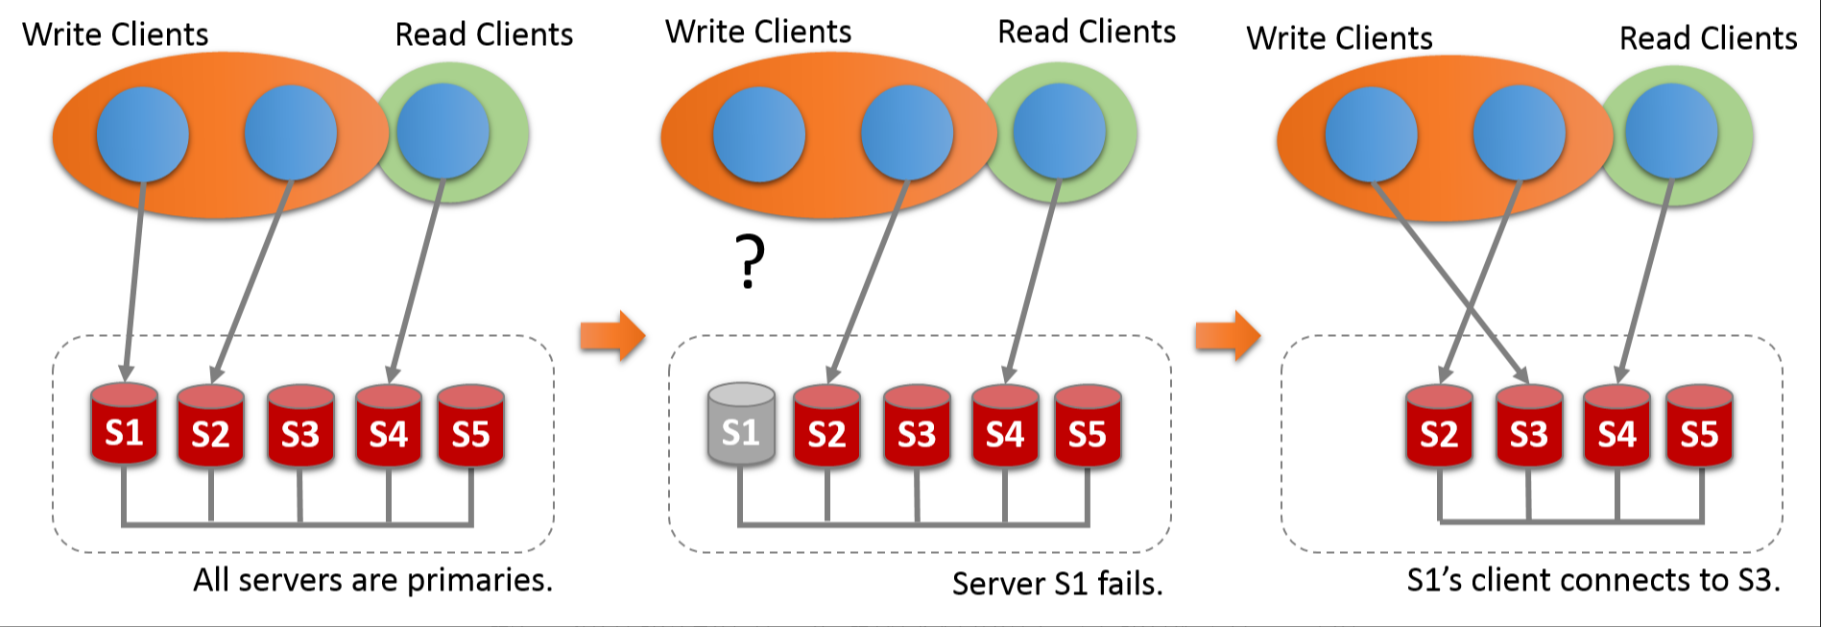 Write Clients
Read Clients
S1
S2
S3
S4
S5
All servers are primaries.
Write Clients
Read Clients
?
S1
S2
S3
S4
S5
Server S1 fails.
Write Clients
Read Clients
S2
S3
S4
S5
S1’s client connects to S3.